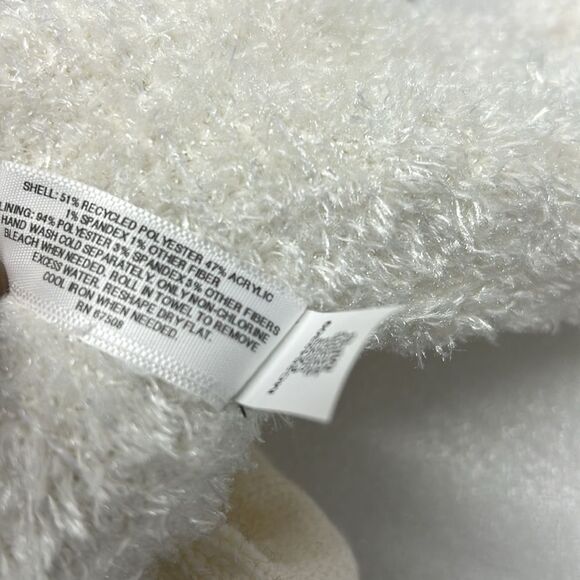 SHELL: 51% RECYCLED POLYESTER 47% ACRYLIC
1% SPANDEX 1% OTHER FIBER
LINING: 94% POLYESTER 3% SPANDEX 3% OTHER FIBERS
HAND WASH COLD SEPARATELY. ONLY NON-CHLORINE
BLEACH WHEN NEEDED. ROLL IN TOWEL TO REMOVE
EXCESS WATER. RESHAPE DRY FLAT.
COOL IRON WHEN NEEDED.
RN 67508